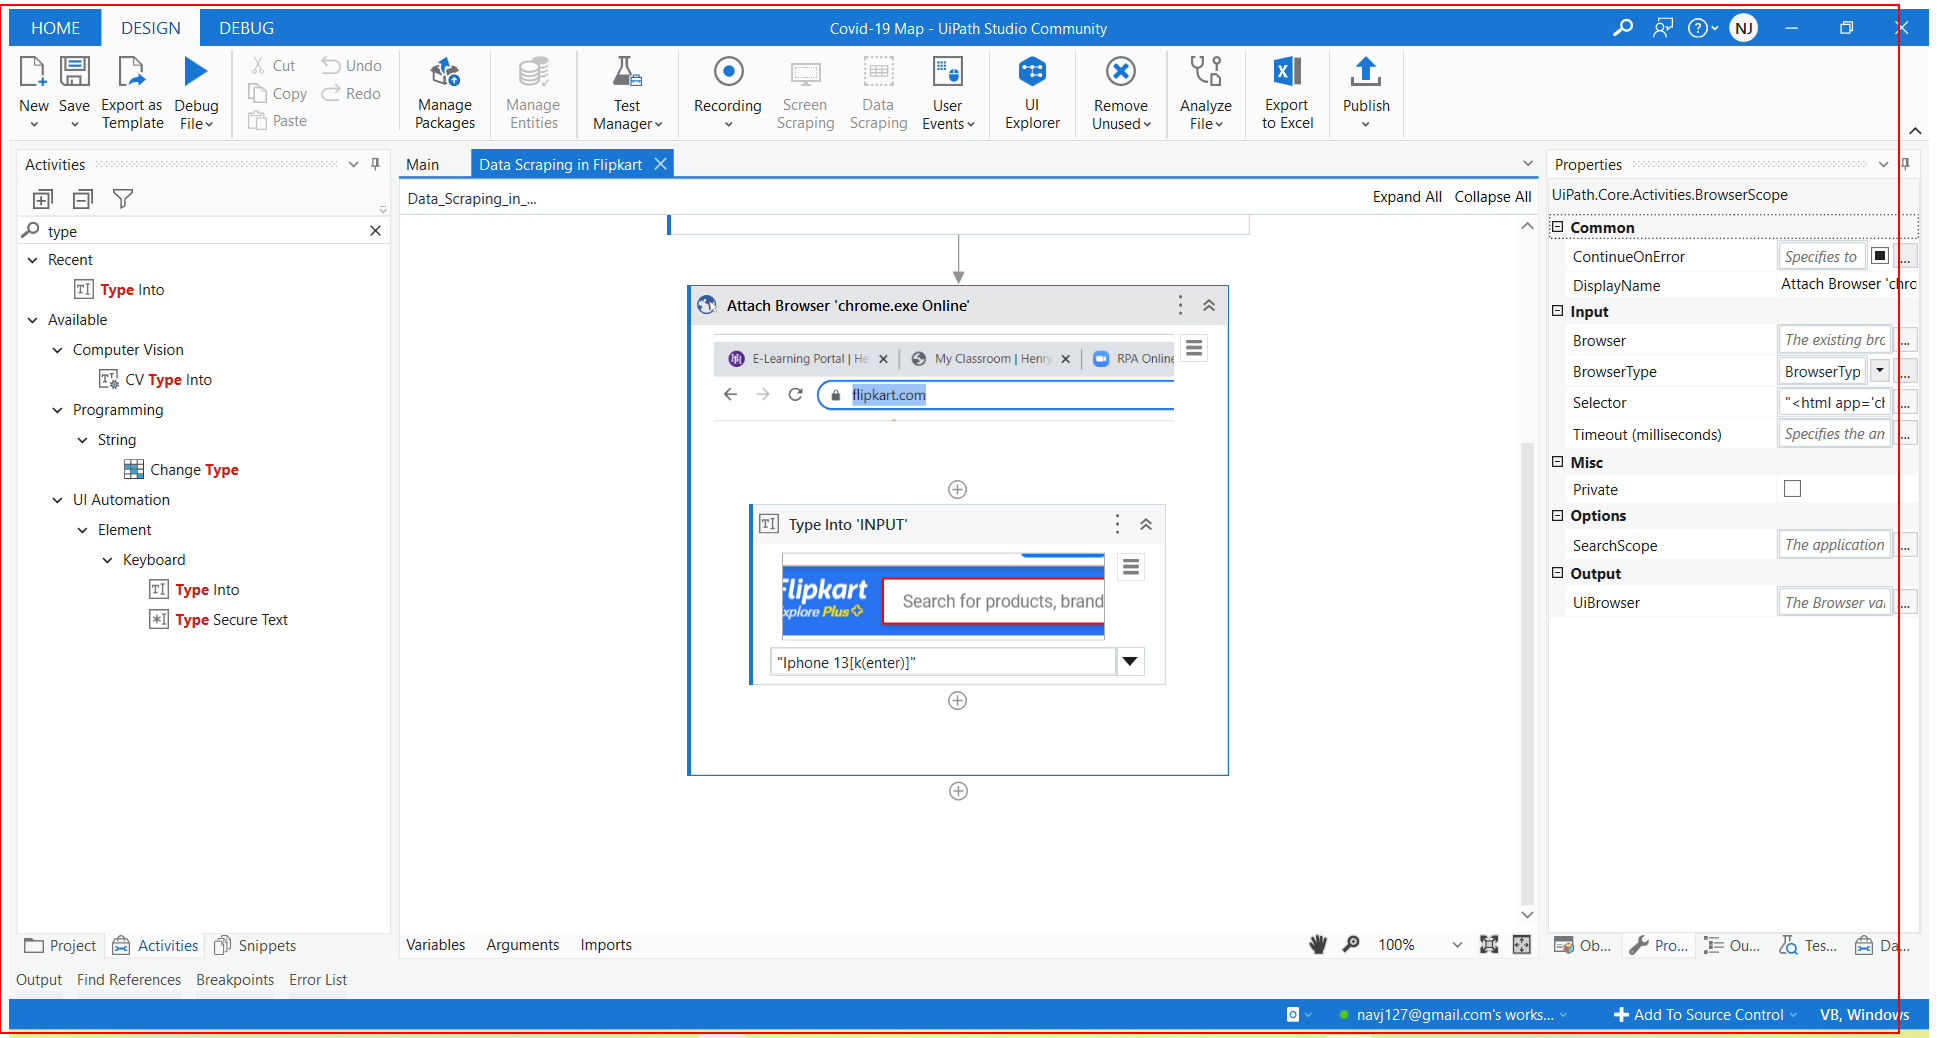 HOME DESIGN DEBUG Covid-19 Map - UiPath Studio Community NJ
New Save Export as Template Debug File Cut Copy Paste Undo Redo
Manage Packages Manage Entities Test Manager Recording Screen Scraping Data Scraping User Events UI Explorer Remove Unused Analyze File Export to Excel Publish
Activities
type
Recent
Type Into
Available
Computer Vision
CV Type Into
Programming
String
Change Type
UI Automation
Element
Keyboard
Type Into
Type Secure Text
Project Activities Snippets
Main Data Scraping in Flipkart
Data_Scraping_in_... Expand All Collapse All
Attach Browser 'chrome.exe Online'
E-Learning Portal | He My Classroom | Henry RPA Online
flipkart.com
Type Into 'INPUT'
Flipkart
Explore Plus
Search for products, brand
"Iphone 13[k(enter)]"
Variables Arguments Imports 100%
Properties
UiPath.Core.Activities.BrowserScope
Common
ContinueOnError Specifies to ...
DisplayName Attach Browser 'chro
Input
Browser The existing brc ...
BrowserType BrowserTyp ...
Selector "<html app='ch ...
Timeout (milliseconds) Specifies the an ...
Misc
Private
Options
SearchScope The application ...
Output
UiBrowser The Browser va ...
Ob... Pro... Ou... Tes... Da...
Output Find References Breakpoints Error List
navj127@gmail.com's works... Add To Source Control VB, Windows